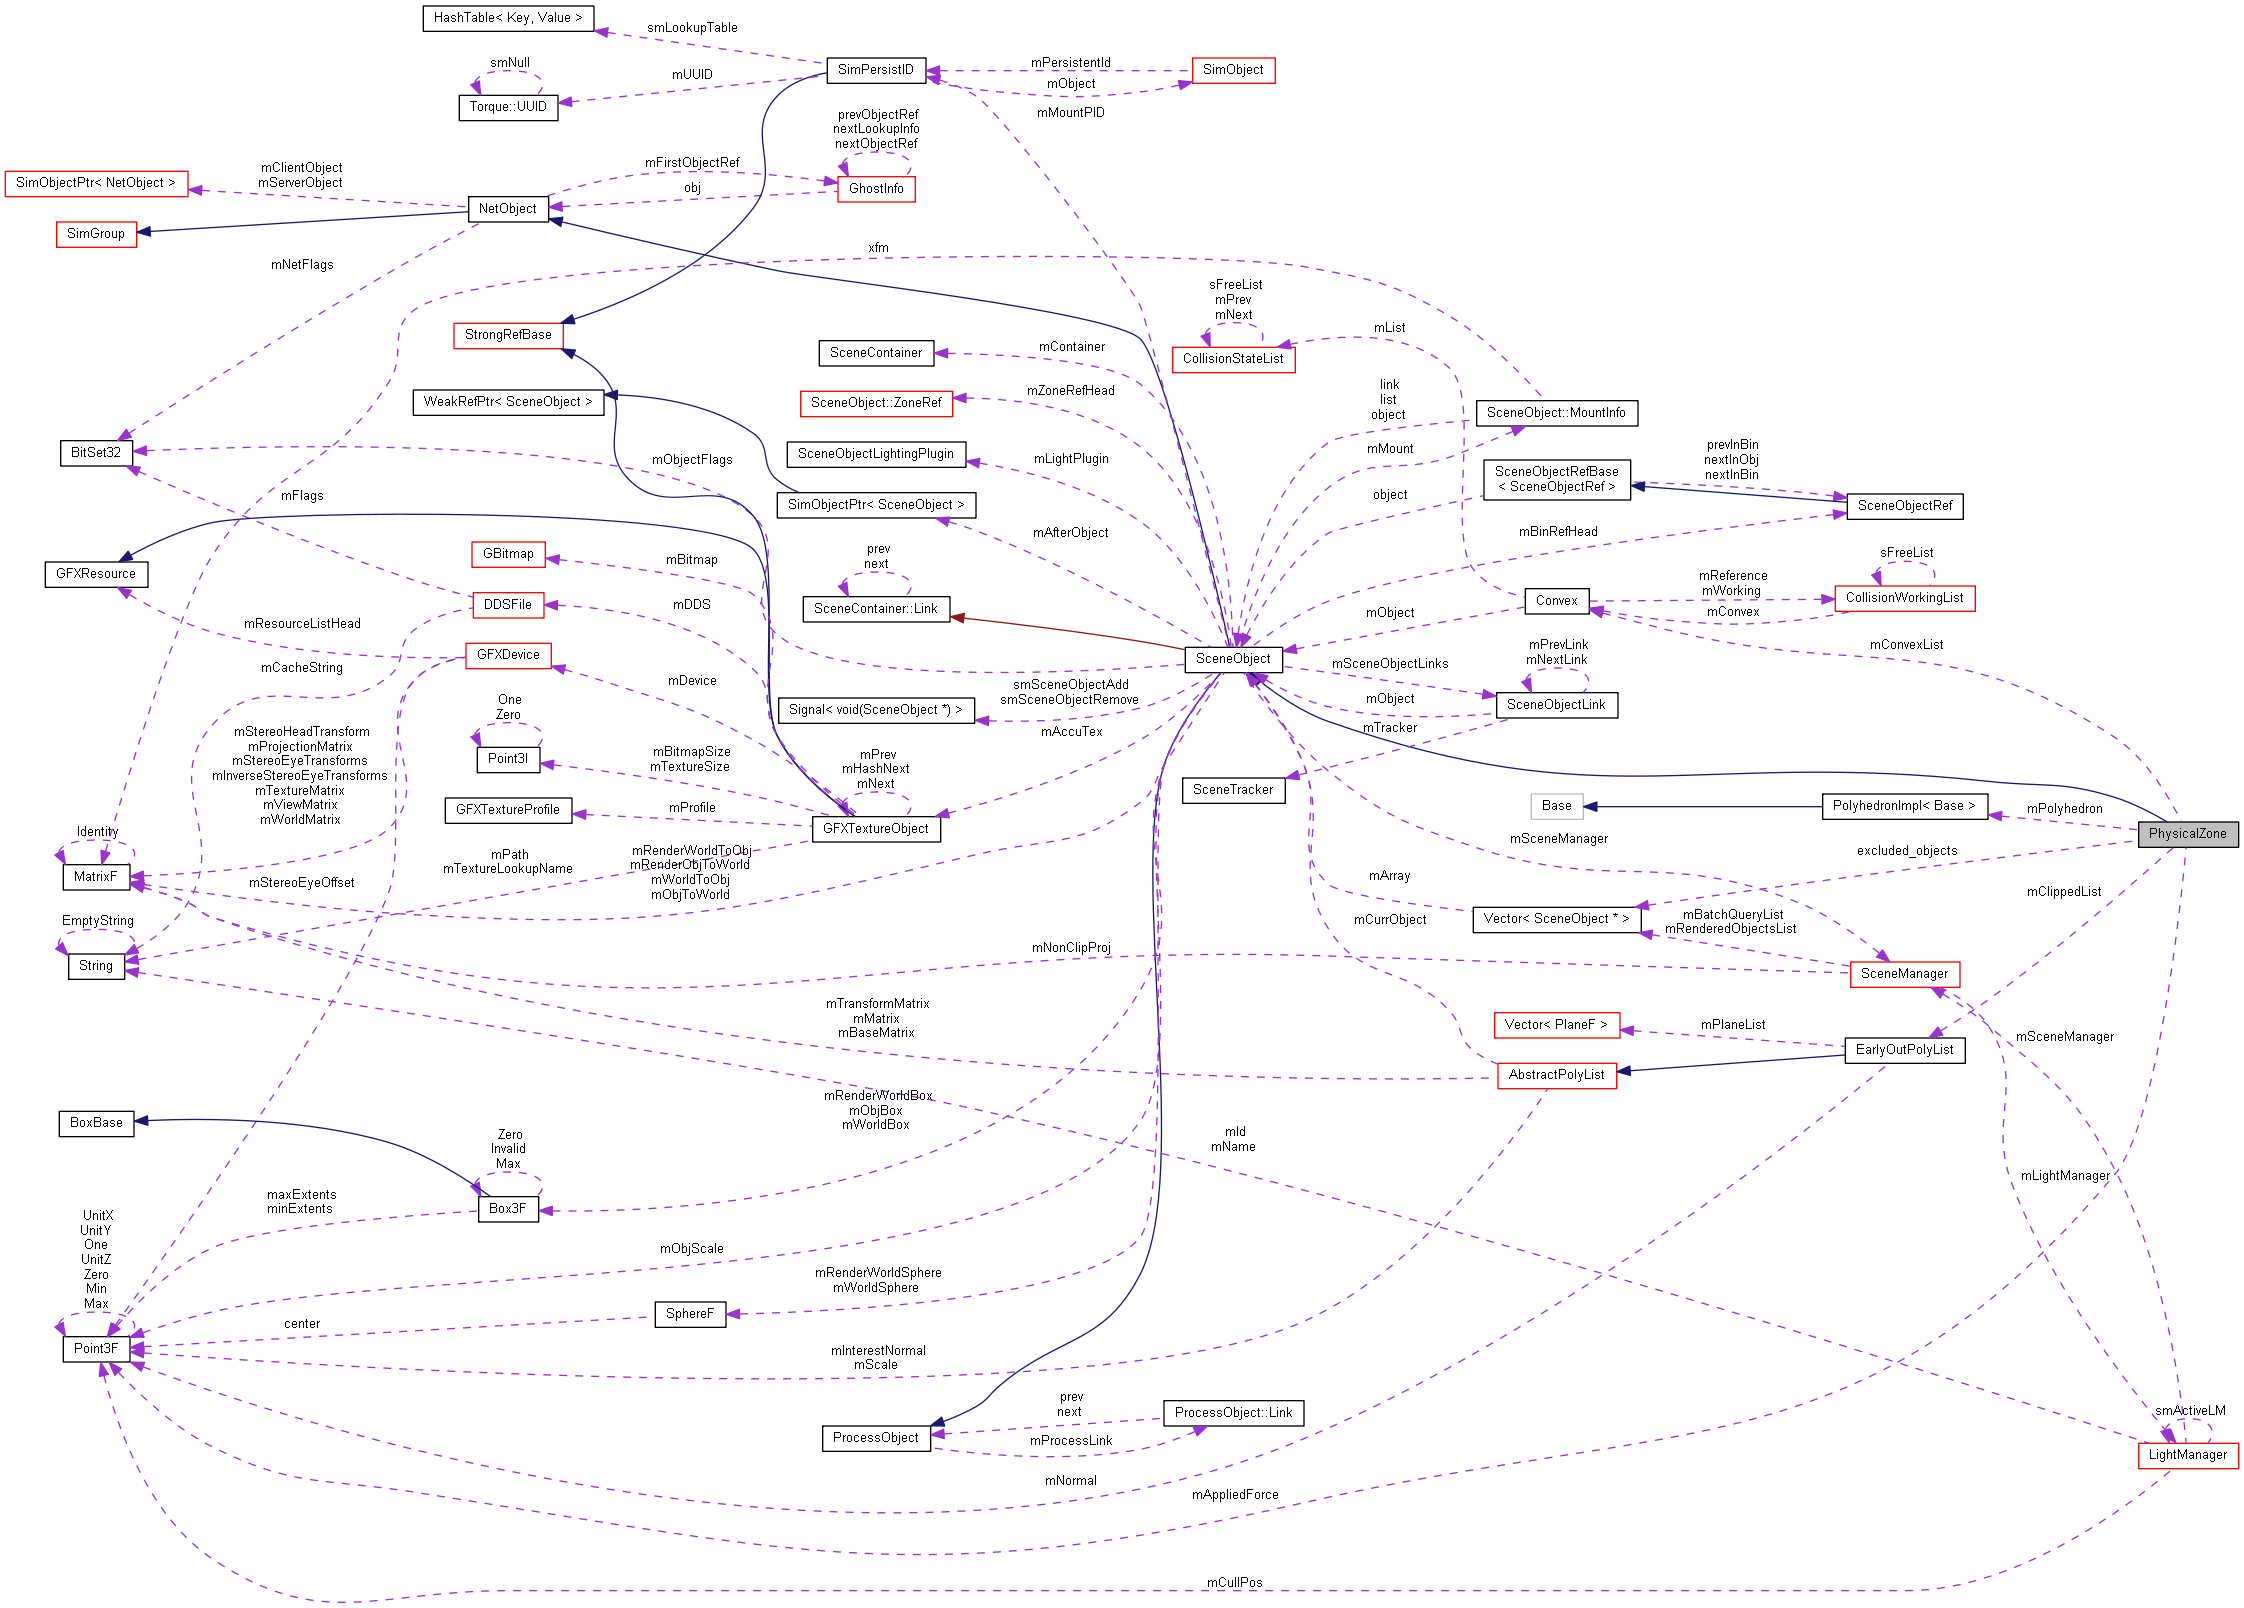 HashTable< Key, Value >
smLookupTable
smNull
mUUID
SimPersistID
mPersistentId
SimObject
mObject
Torque::UUID
mMountPID
prevObjectRef
nextLookupInfo
nextObjectRef
mClientObject
mServerObject
SimObjectPtr< NetObject >
mFirstObjectRef
obj
GhostInfo
NetObject
SimGroup
mNetFlags
xfm
sFreeList
mPrev
mNext
StrongRefBase
mList
SceneContainer
mContainer
CollisionStateList
WeakRefPtr< SceneObject >
SceneObject::ZoneRef
mZoneRefHead
link
list
object
SceneObject::MountInfo
BitSet32
mObjectFlags
SceneObjectLightingPlugin
mLightPlugin
mMount
prevInBin
nextInObj
nextInBin
SceneObjectRefBase
< SceneObjectRef >
mFlags
SimObjectPtr< SceneObject >
object
SceneObjectRef
mAfterObject
mBinRefHead
GBitmap
mBitmap
prev
next
sFreeList
GFXResource
mReference
mWorking
DDSFile
mDDS
SceneContainer::Link
mObject
Convex
mConvex
CollisionWorkingList
mResourceListHead
mConvexList
mCacheString
GFXDevice
SceneObject
mSceneObjectLinks
mPrevLink
mNextLink
mDevice
smSceneObjectAdd
smSceneObjectRemove
mObject
SceneObjectLink
One
Zero
Signal< void(SceneObject *) >
mTracker
mAccuTex
mStereoHeadTransform
mProjectionMatrix
mStereoEyeTransforms
mInverseStereoEyeTransforms
mTextureMatrix
mViewMatrix
mWorldMatrix
Point3I
mBitmapSize
mTextureSize
mPrev
mHashNext
mNext
SceneTracker
GFXTextureProfile
mProfile
GFXTextureObject
Base
PolyhedronImpl< Base >
mPolyhedron
PhysicalZone
Identity
mSceneManager
excluded_objects
mPath
mTextureLookupName
mRenderWorldToObj
mRenderObjToWorld
mWorldToObj
mObjToWorld
MatrixF
mStereoEyeOffset
mArray
mClippedList
EmptyString
mCurrObject
Vector< SceneObject * >
mBatchQueryList
mRenderedObjectsList
String
mNonClipProj
SceneManager
mTransformMatrix
mMatrix
mBaseMatrix
Vector< PlaneF >
mPlaneList
EarlyOutPolyList
mSceneManager
AbstractPolyList
mRenderWorldBox
mObjBox
mWorldBox
BoxBase
Zero
Invalid
Max
mId
mName
mLightManager
maxExtents
minExtents
Box3F
UnitX
UnitY
One
UnitZ
Zero
Min
Max
mObjScale
mRenderWorldSphere
mWorldSphere
SphereF
center
Point3F
mInterestNormal
mScale
prev
next
ProcessObject::Link
smActiveLM
ProcessObject
mProcessLink
LightManager
mNormal
mAppliedForce
mCullPos